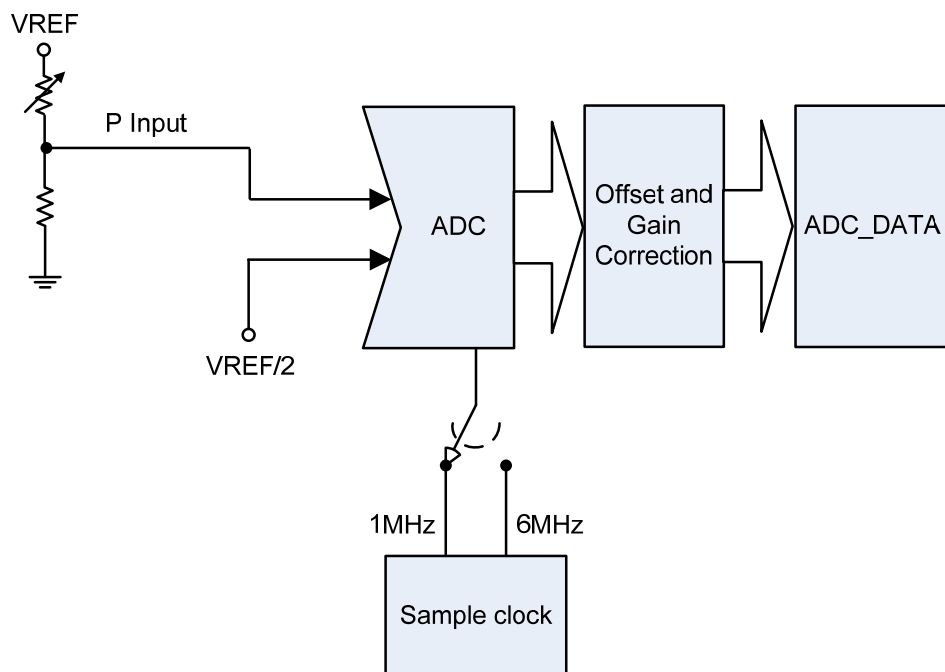 VREF
P Input
ADC
Offset and
Gain
Correction
ADC_DATA
VREF/2
1MHz
6MHz
Sample clock